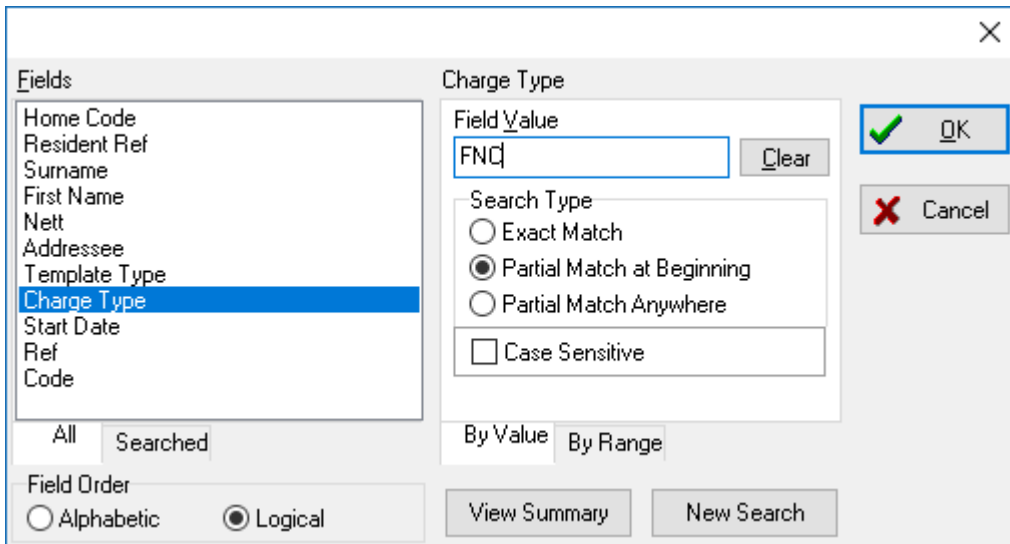 Fields
Home Code
Resident Ref
Surname
First Name
Nett
Addressee
Template Type
Charge Type
Start Date
Ref
Code
All
Searched
Field Order
Alphabetic
Logical
Charge Type
Field Value
FNC
Clear
Search Type
Exact Match
Partial Match at Beginning
Partial Match Anywhere
Case Sensitive
By Value
By Range
View Summary
New Search
OK
Cancel